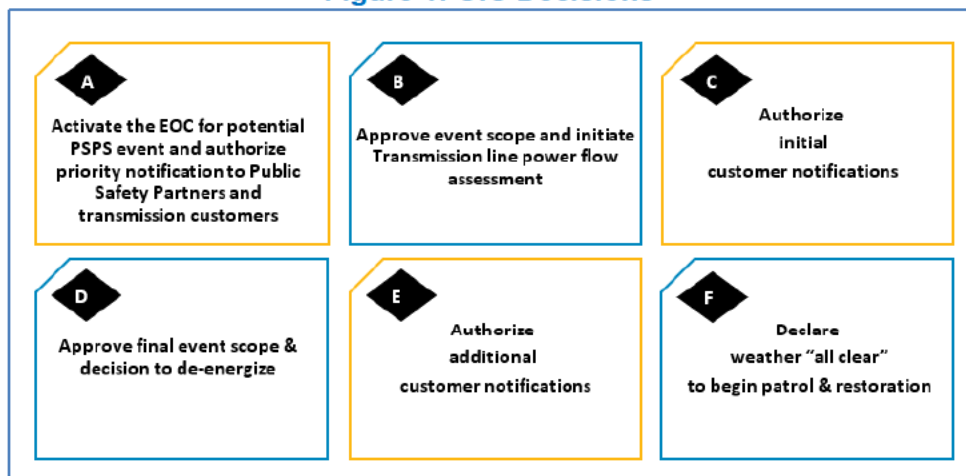 A
Activate the EOC for potential
PSPS event and authorize
priority notification to Public
Safety Partners and
transmission customers
B
Approve event scope and initiate
Transmission line power flow
assessment
C
Authorize
initial
customer notifications
D
Approve final event scope &
decision to de-energize
E
Authorize
additional
customer notifications
F
Declare
weather “all clear”
to begin patrol & restoration